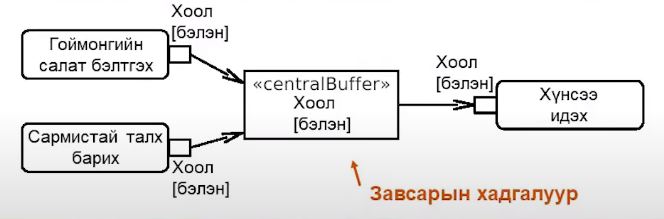 Хоол
[бэлэн]
Гоймонгийн
салат бэлтгэх
Сармистай талх
барих
Хоол
[бэлэн]
«centralBuffer»
Хоол
[бэлэн]
Хоол
[бэлэн]
Хүнсээ
идэх
Завсарын хадгалуур